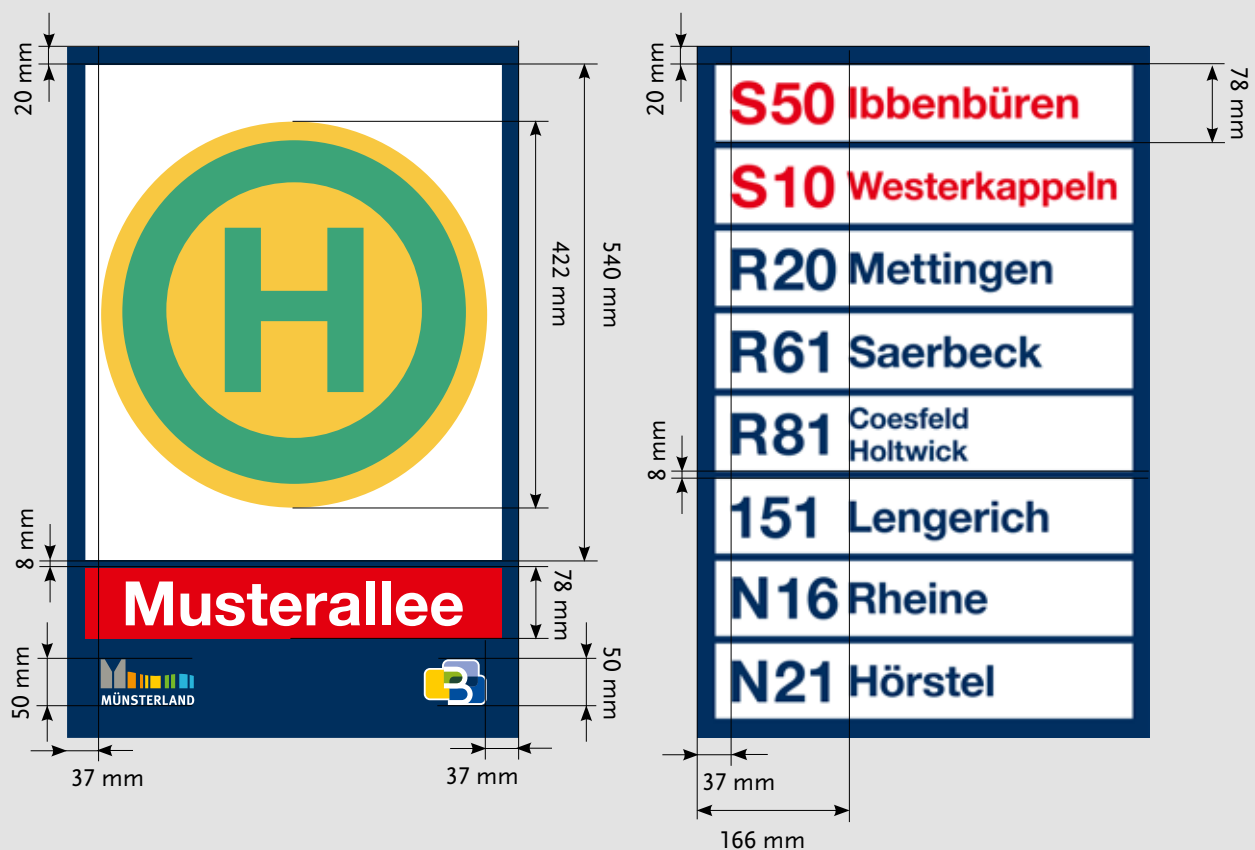 20 mm
H
422 mm
540 mm
8 mm
Musterallee
78 mm
50 mm
MÜNSTERLAND
B
50 mm
37 mm
37 mm
20 mm
78 mm
S50 Ibbenbüren
S10 Westerkappeln
R20 Mettingen
R61 Saerbeck
R81 Coesfeld
Holtwick
8 mm
151 Lengerich
N16 Rheine
N21 Hörstel
37 mm
166 mm